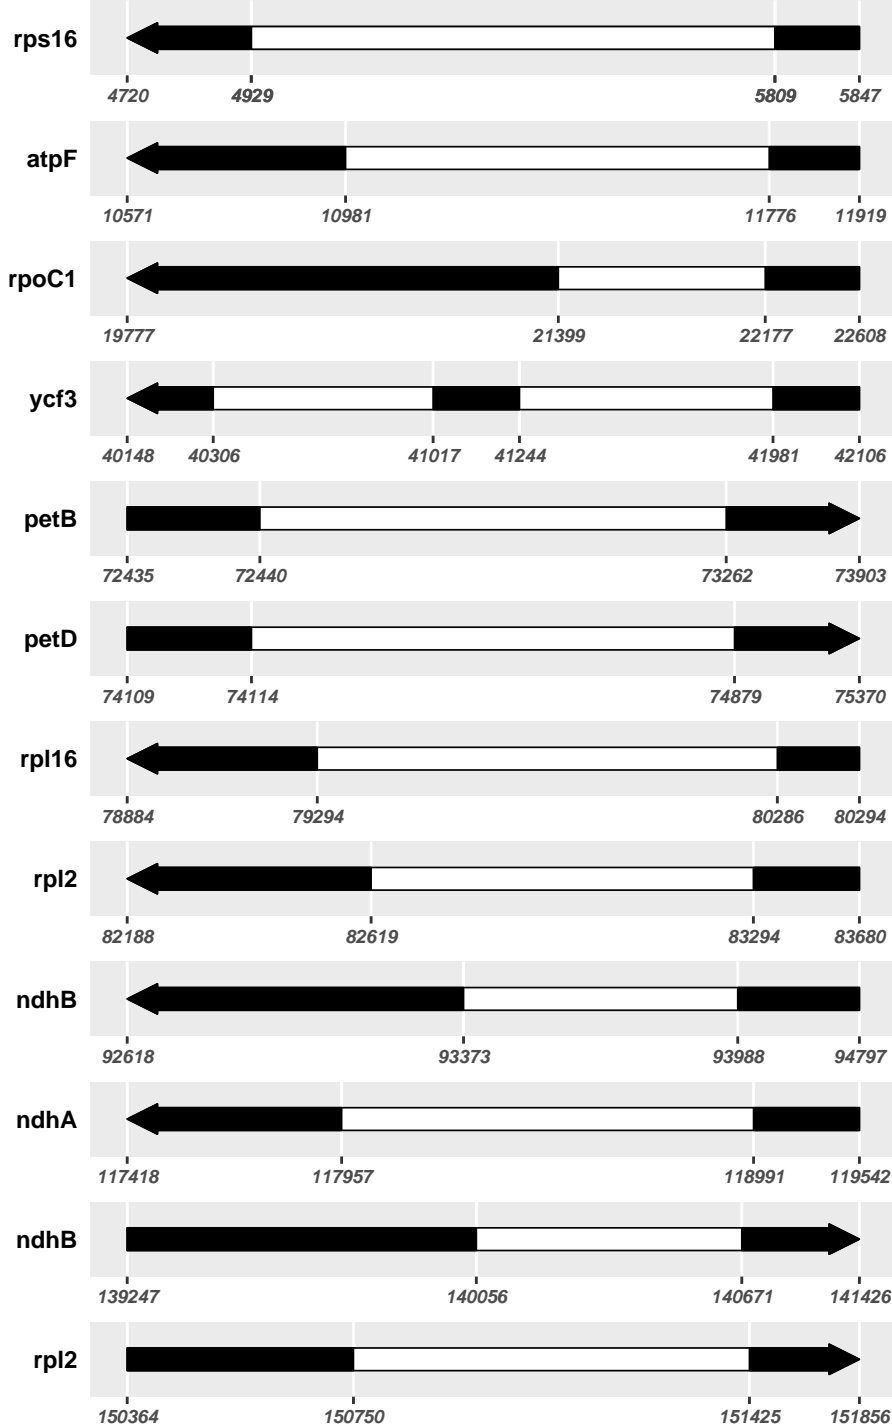 rps16
4720 4929 5809 5847
atpF
10571 10981 11776 11919
rpoC1
19777 21399 22177 22608
ycf3
40148 40306 41017 41244 41981 42106
petB
72435 72440 73262 73903
petD
74109 74114 74879 75370
rpl16
78884 79294 80286 80294
rpl2
82188 82619 83294 83680
ndhB
92618 93373 93988 94797
ndhA
117418 117957 118991 119542
ndhB
139247 140056 140671 141426
rpl2
150364 150750 151425 151856